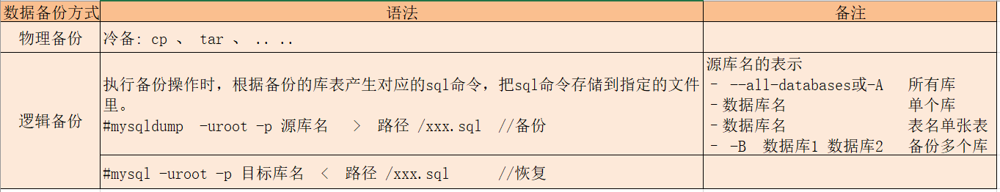 数据备份方式 语法 备注
物理备份 冷备: cp 、 tar 、 .. ..
逻辑备份
执行备份操作时，根据备份的库表产生对应的sql命令，把sql命令存储到指定的文件
里。
#mysqldump -uroot -p 源库名 > 路径 /xxx.sql //备份
源库名的表示
- --all-databases或-A 所有库
- 数据库名 单个库
- 数据库名 表名单张表
- -B 数据库1 数据库2 备份多个库
#mysql -uroot -p 目标库名 < 路径 /xxx.sql //恢复